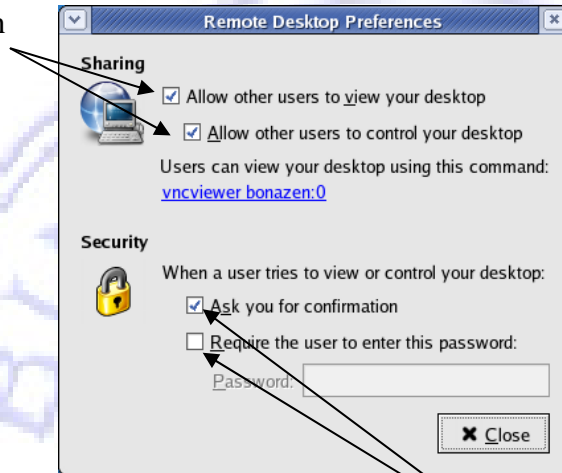 Remote Desktop Preferences
Sharing
Allow other users to view your desktop
Allow other users to control your desktop
Users can view your desktop using this command:
vncviewer bonazen:0
Security
When a user tries to view or control your desktop:
Ask you for confirmation
Require the user to enter this password:
Password:
Close